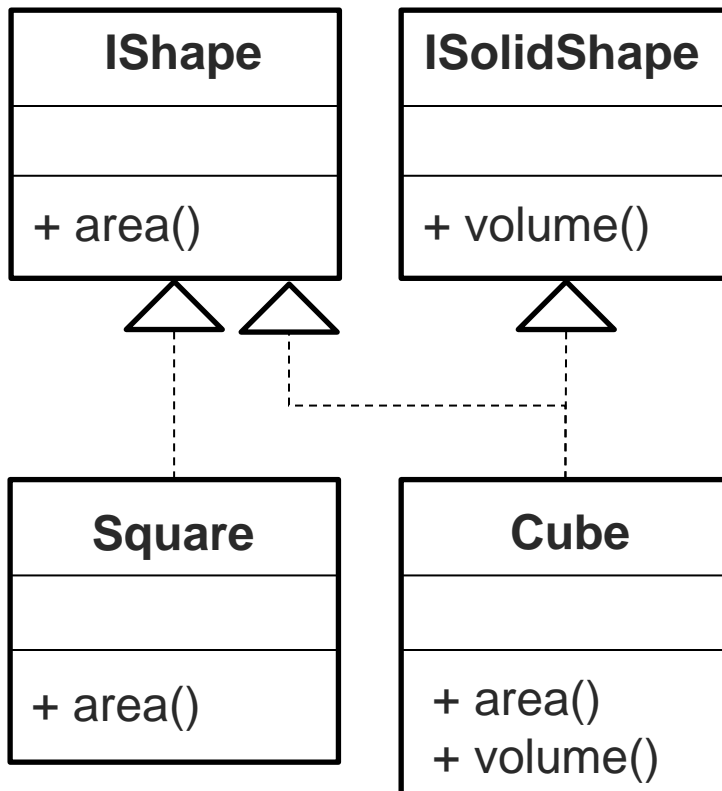 IShape
+ area()
ISolidShape
+ volume()
Square
+ area()
Cube
+ area()
+ volume()